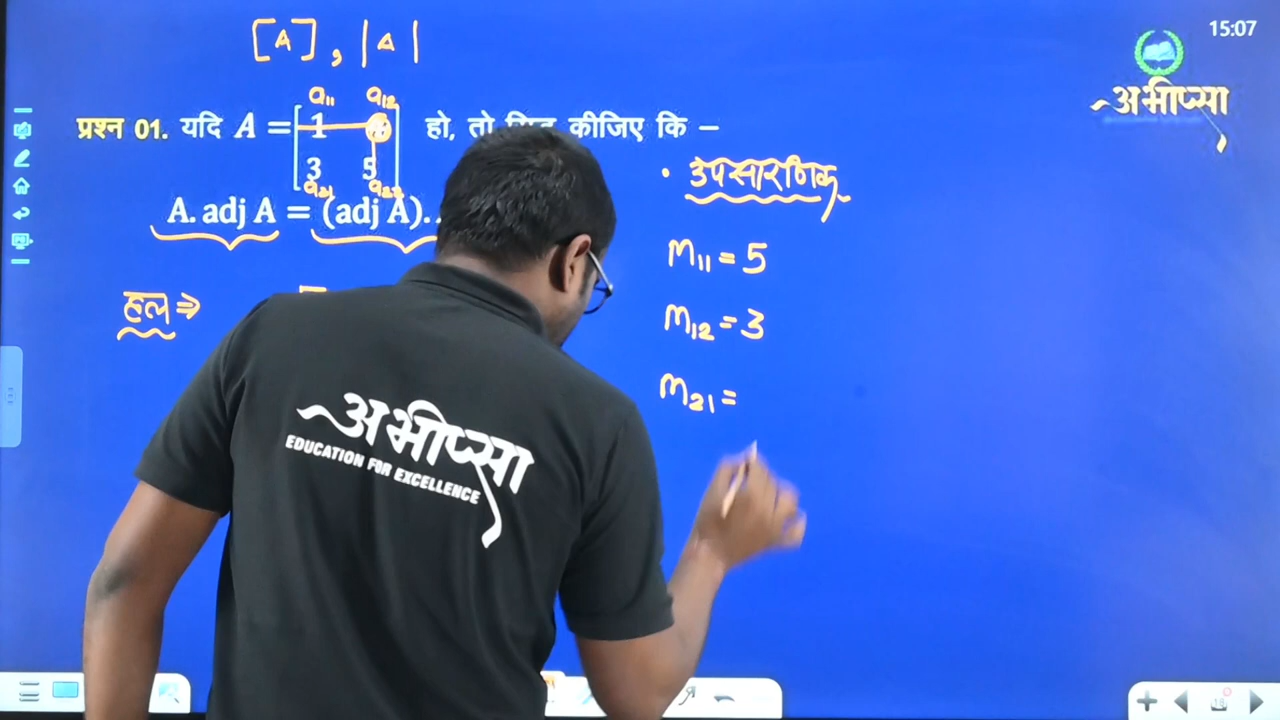 [A], |A|
15:07
अभीप्सा
a11 a12
प्रश्न 01. यदि A = [1
3 5] हो, तो कीजिए कि –
a21 a22
A. adj A = (adj A).
हल ⇒
• उपसारणिक
M11 = 5
M12 = 3
M21 =
अभीप्सा
EDUCATION FOR EXCELLENCE